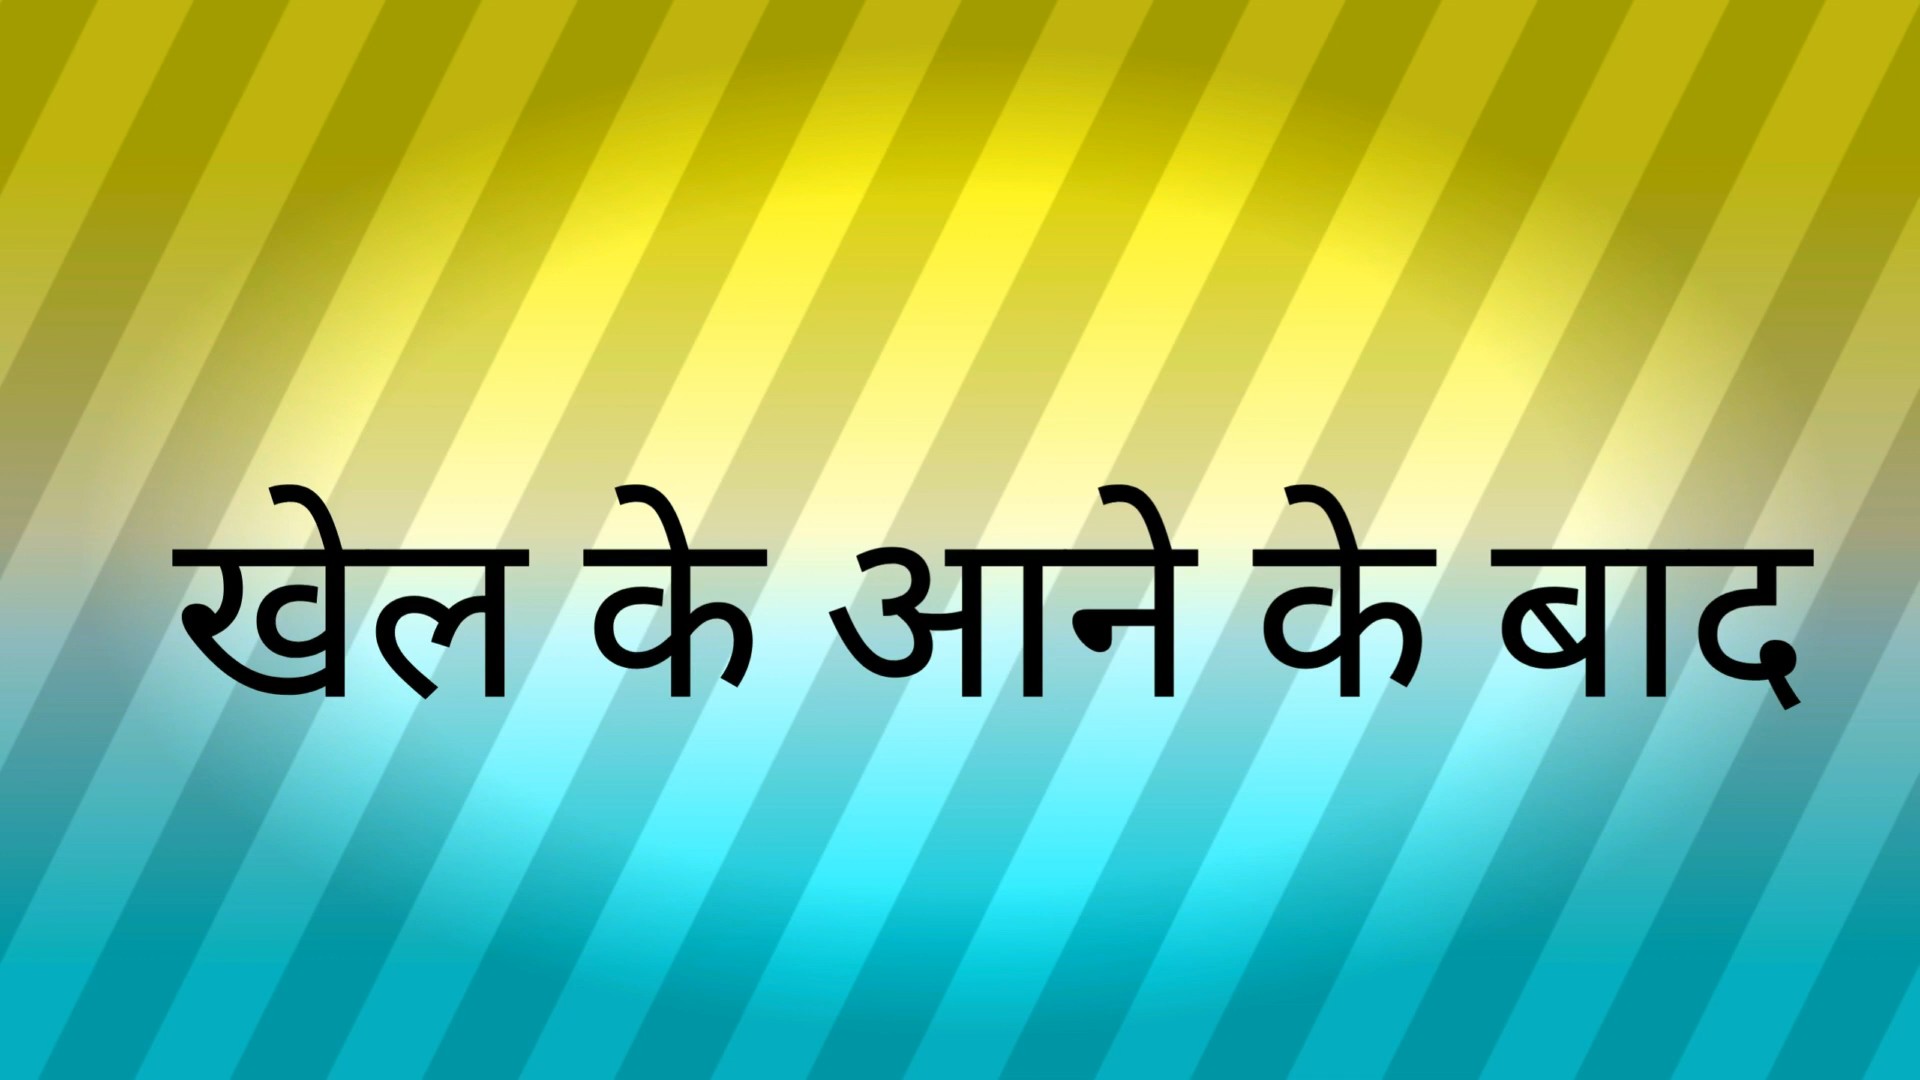 खेल के आने के बाद